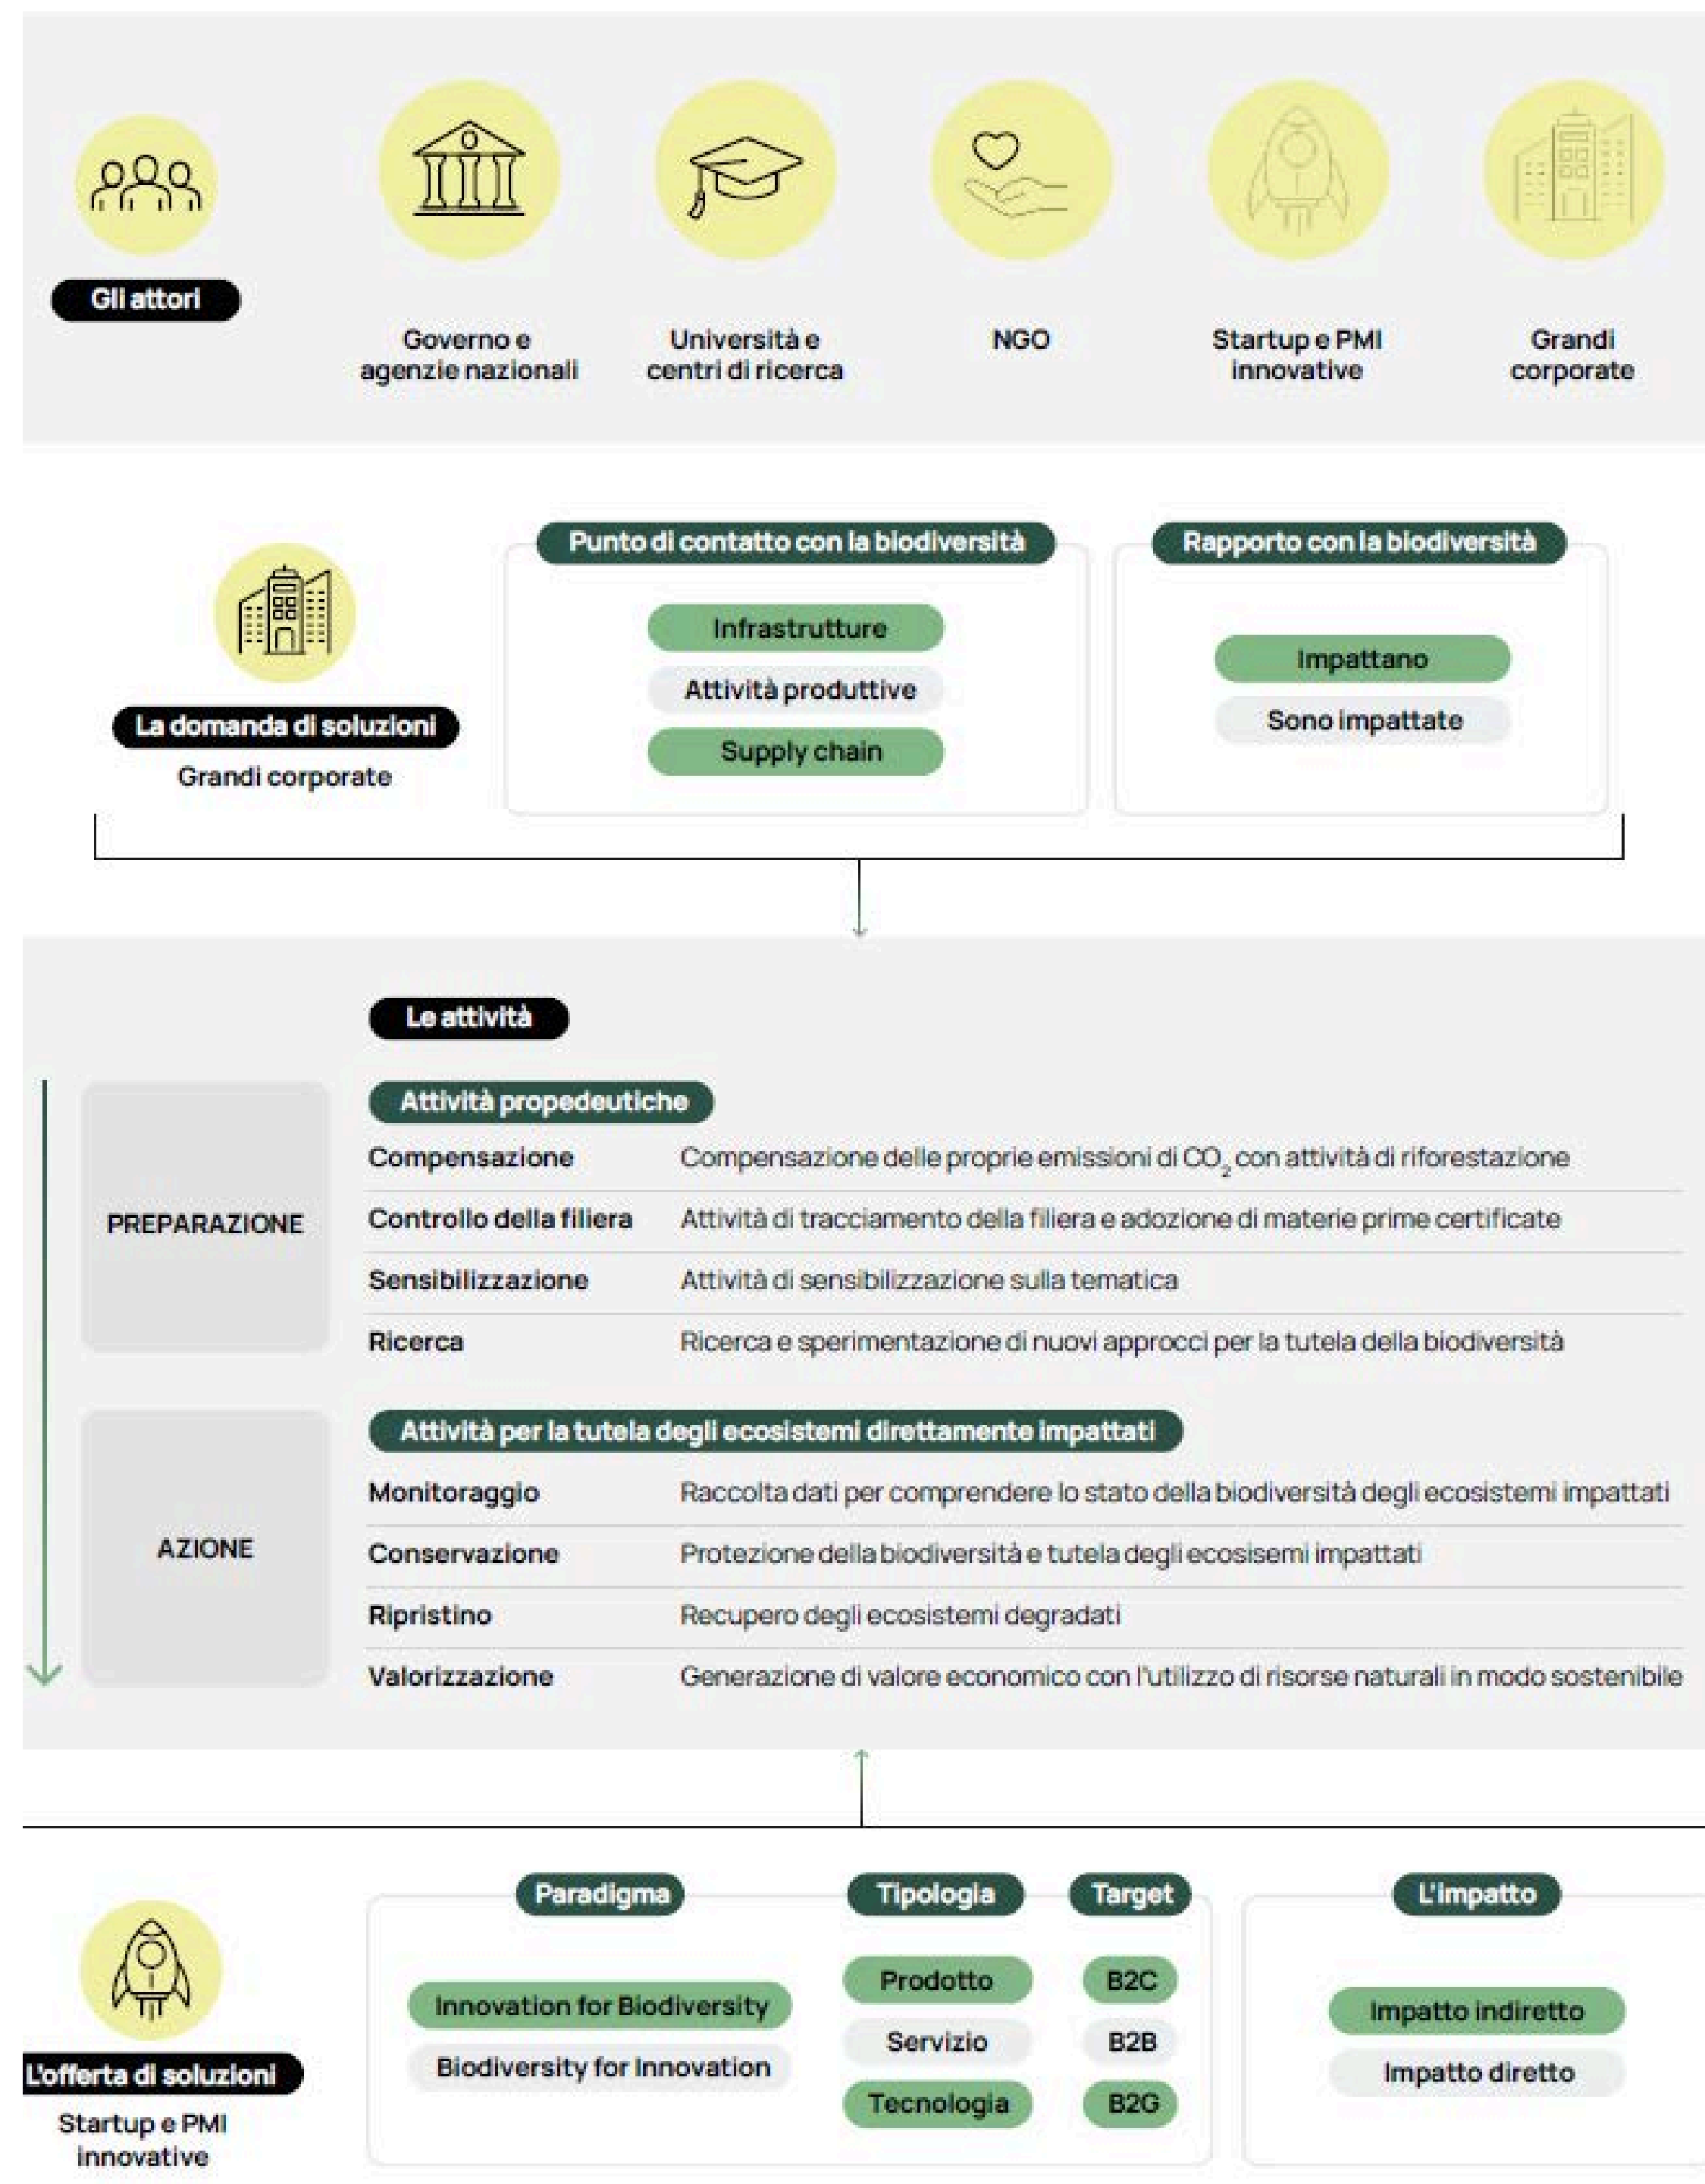 Gli attori
Governo e
agenzie nazionali
Università e
centri di ricerca
NGO
Startup e PMI
innovative
Grandi
corporate
La domanda di soluzioni
Grandi corporate
Punto di contatto con la biodiversità
Infrastrutture
Attività produttive
Supply chain
Rapporto con la biodiversità
Impattano
Sono impattate
Le attività
PREPARAZIONE
Attività propedeutiche
Compensazione Compensazione delle proprie emissioni di CO₂ con attività di riforestazione
Controllo della filiera Attività di tracciamento della filiera e adozione di materie prime certificate
Sensibilizzazione Attività di sensibilizzazione sulla tematica
Ricerca Ricerca e sperimentazione di nuovi approcci per la tutela della biodiversità
AZIONE
Attività per la tutela degli ecosistemi direttamente impattati
Monitoraggio Raccolta dati per comprendere lo stato della biodiversità degli ecosistemi impattati
Conservazione Protezione della biodiversità e tutela degli ecosisemi impattati
Ripristino Recupero degli ecosistemi degradati
Valorizzazione Generazione di valore economico con l'utilizzo di risorse naturali in modo sostenibile
L'offerta di soluzioni
Startup e PMI
innovative
Paradigma
Innovation for Biodiversity
Biodiversity for Innovation
Tipologia
Prodotto
Servizio
Tecnologia
Target
B2C
B2B
B2G
L'impatto
Impatto indiretto
Impatto diretto